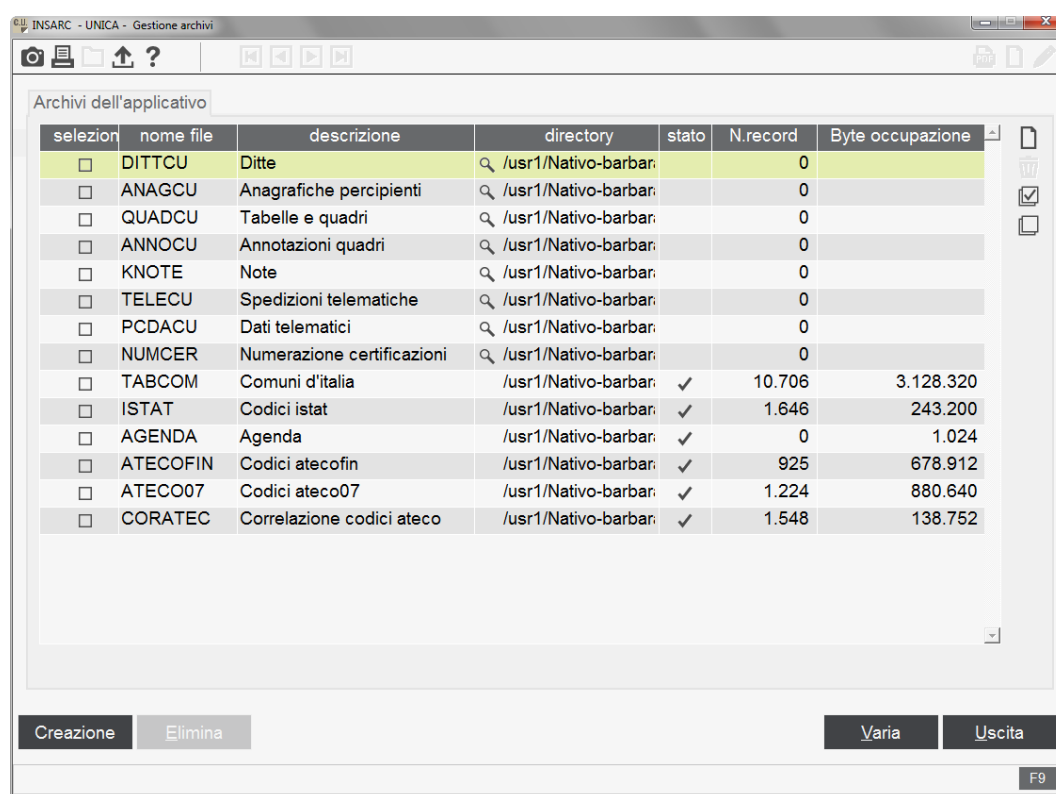 INSARC - UNICA - Gestione archivi
Archivi dell'applicativo
selezion nome file descrizione directory stato N.record Byte occupazione
DITTCU Ditte /usr1/Nativo-barbar 0
ANAGCU Anagrafiche percipienti /usr1/Nativo-barbar 0
QUADCU Tabelle e quadri /usr1/Nativo-barbar 0
ANNOCU Annotazioni quadri /usr1/Nativo-barbar 0
KNOTE Note /usr1/Nativo-barbar 0
TELECU Spedizioni telematiche /usr1/Nativo-barbar 0
PCDACU Dati telematici /usr1/Nativo-barbar 0
NUMCER Numerazione certificazioni /usr1/Nativo-barbar 0
TABCOM Comuni d'italia /usr1/Nativo-barbar 10.706 3.128.320
ISTAT Codici istat /usr1/Nativo-barbar 1.646 243.200
AGENDA Agenda /usr1/Nativo-barbar 0 1.024
ATECOFIN Codici atecofin /usr1/Nativo-barbar 925 678.912
ATECO07 Codici ateco07 /usr1/Nativo-barbar 1.224 880.640
CORATEC Correlazione codici ateco /usr1/Nativo-barbar 1.548 138.752
Creazione Elimina Varia Uscita
F9